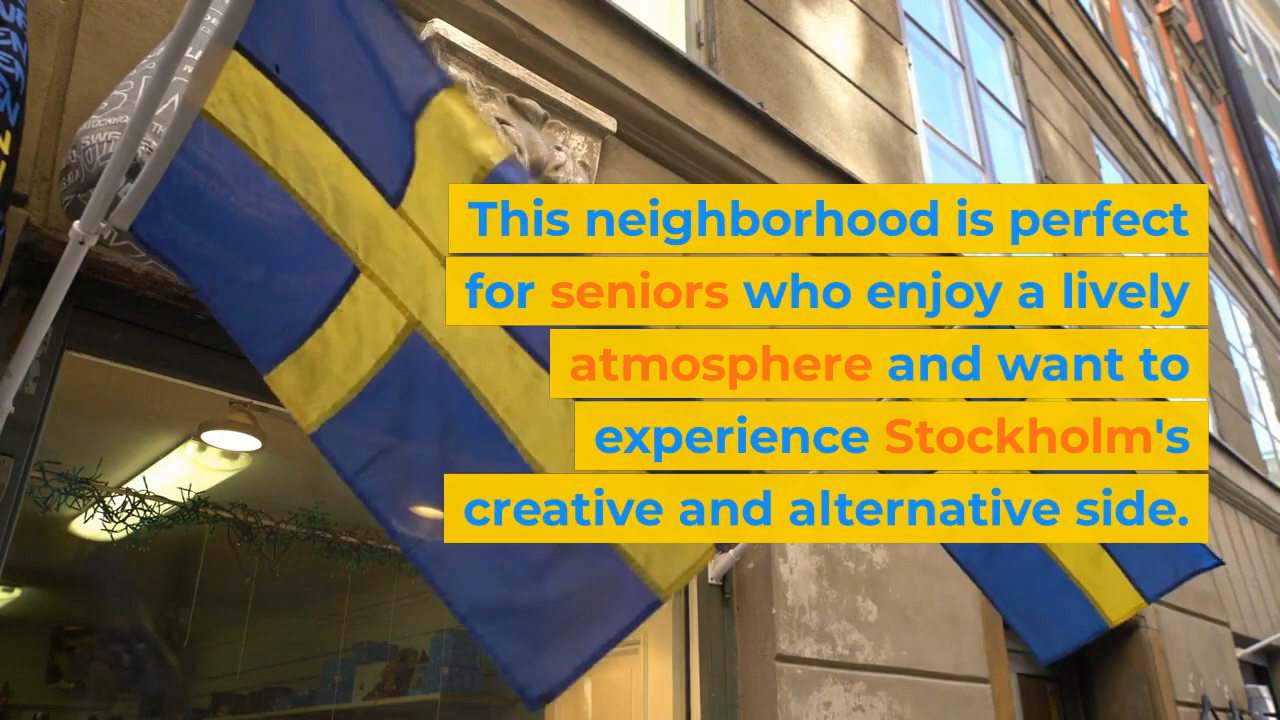 This neighborhood is perfect
for seniors who enjoy a lively
atmosphere and want to
experience Stockholm's
creative and alternative side.